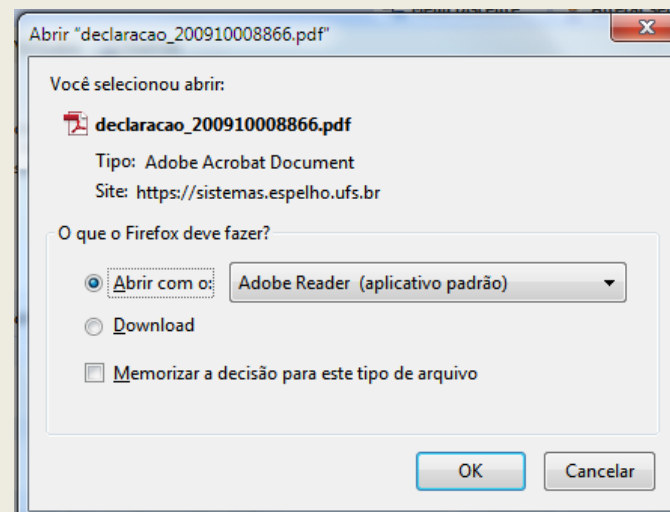 Abrir "declaracao_200910008866.pdf"
Você selecionou abrir:
declaracao_200910008866.pdf
Tipo: Adobe Acrobat Document
Site: https://sistemas.espelho.ufs.br
O que o Firefox deve fazer?
Abrir com o: Adobe Reader (aplicativo padrão)
Download
Memorizar a decisão para este tipo de arquivo
OK Cancelar